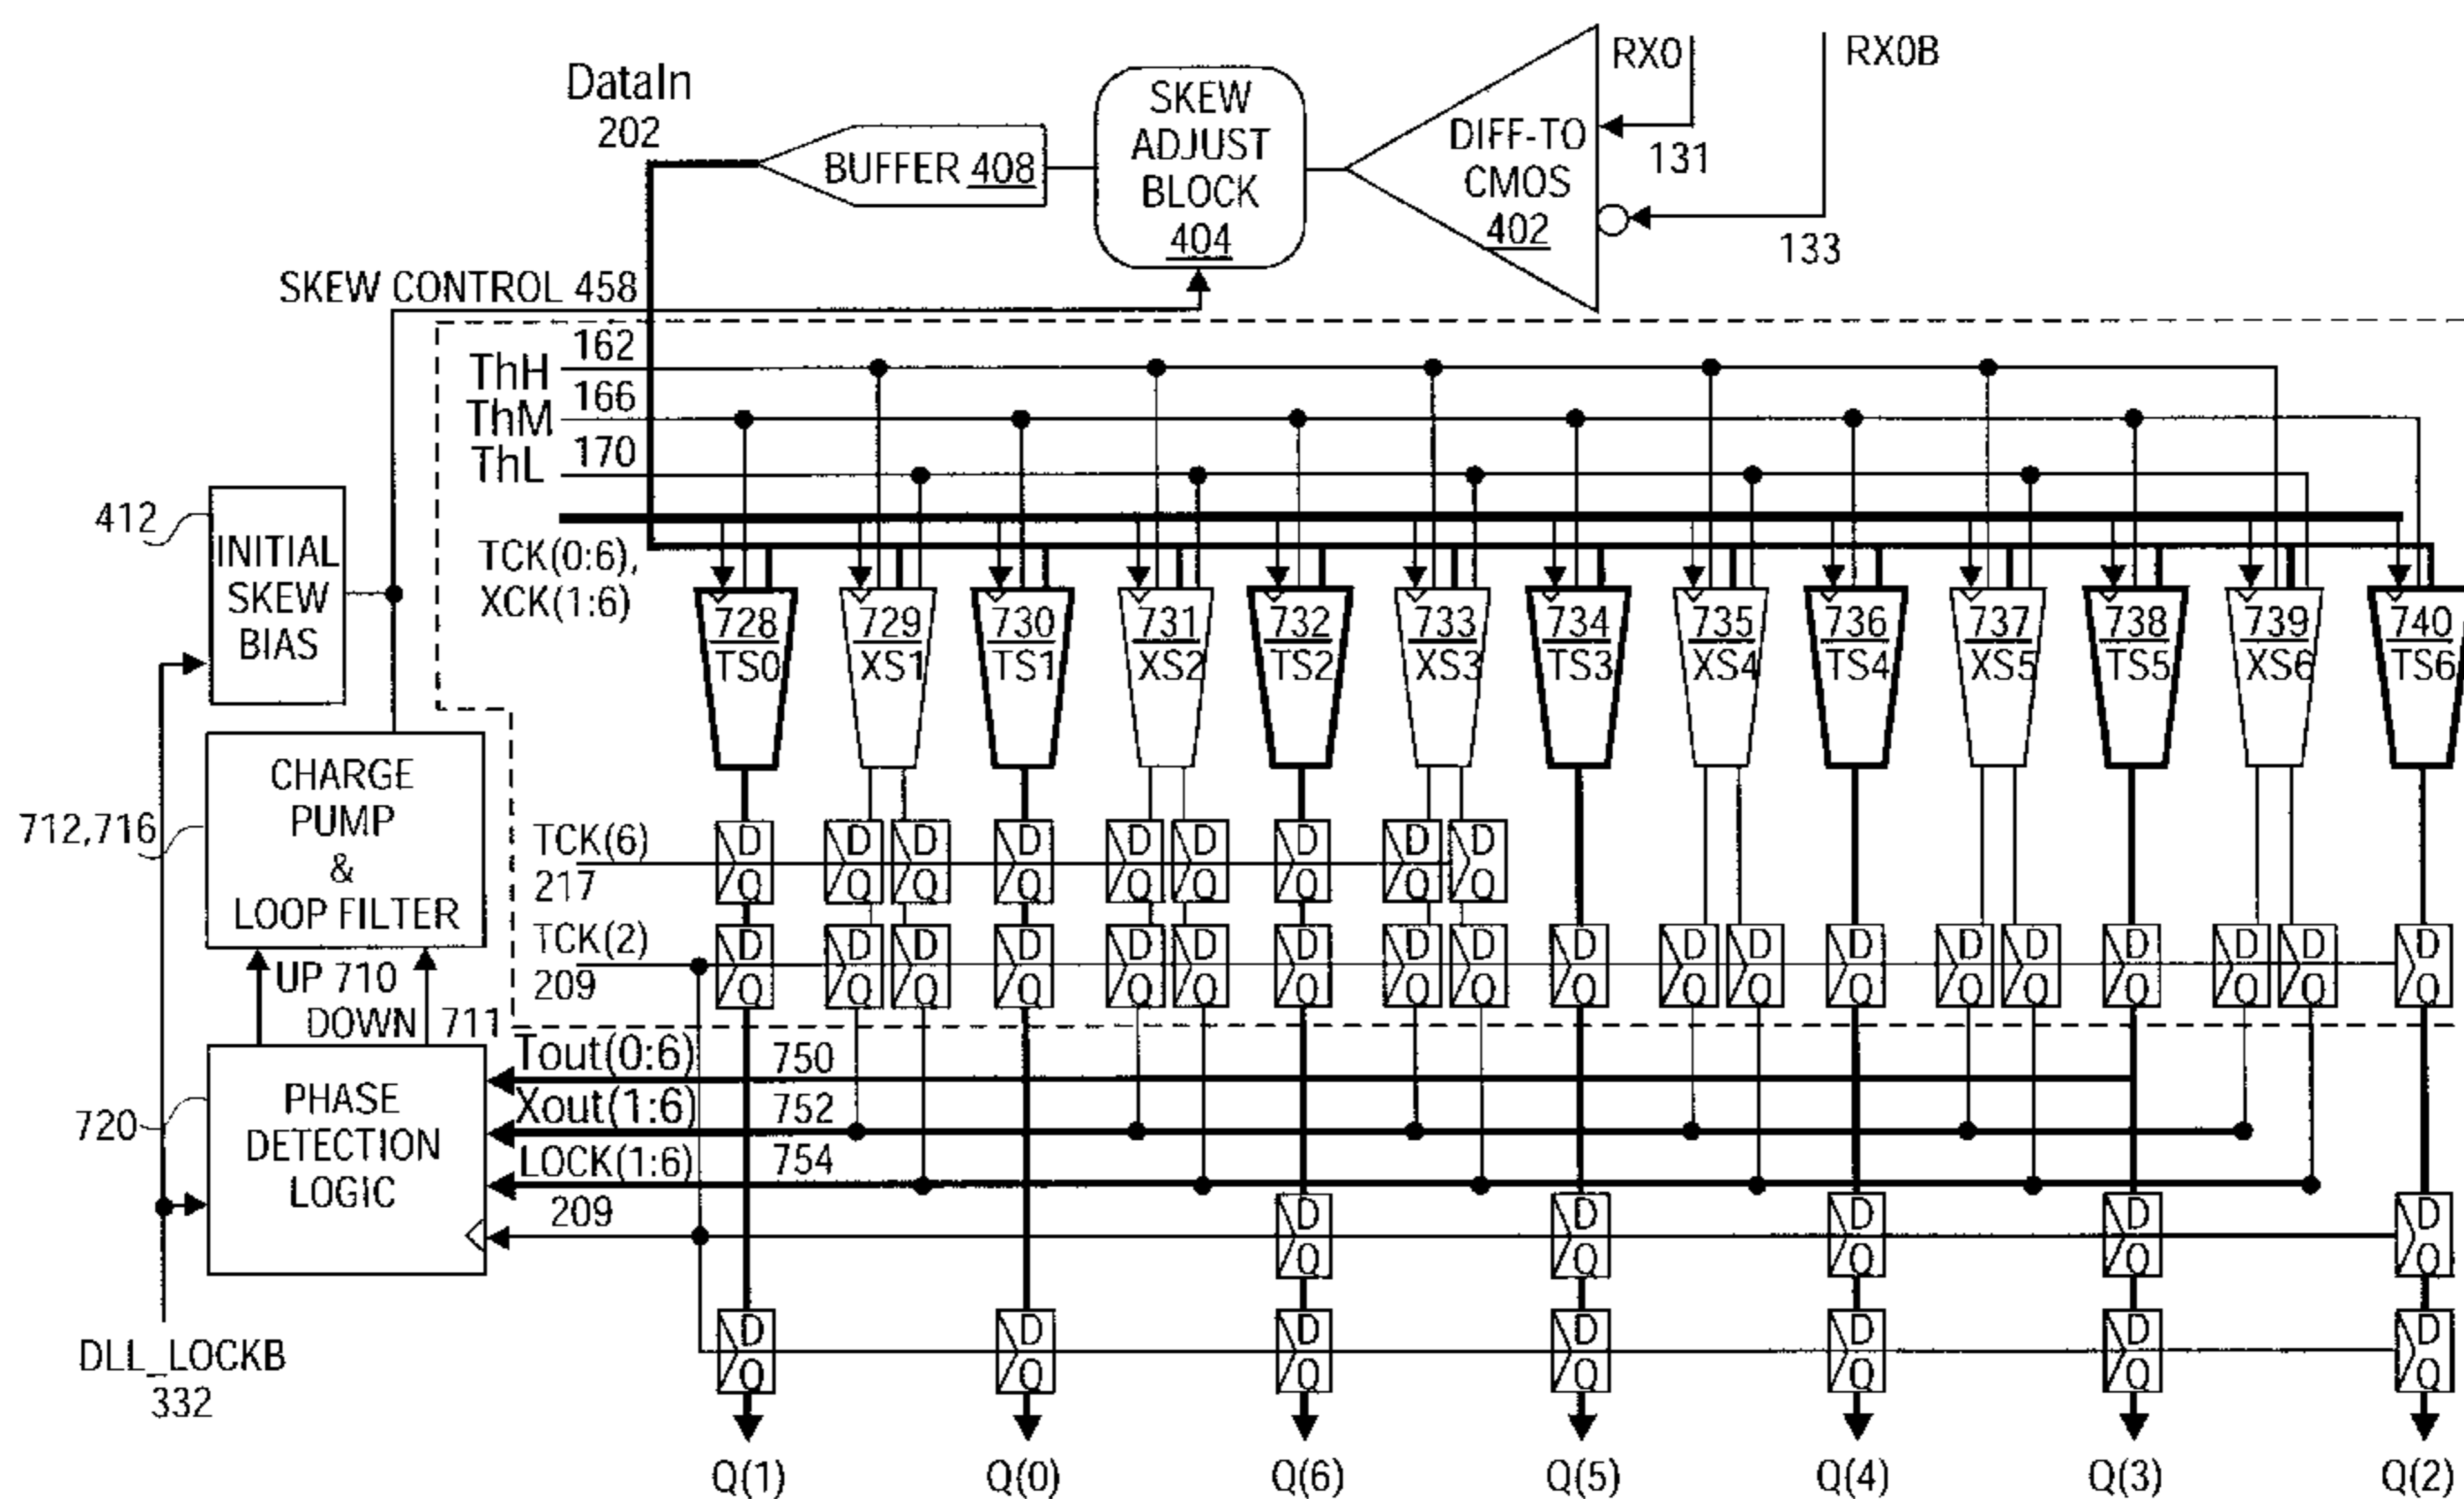 RX0
RX0B
DataIn
202
SKEW
ADJUST
BLOCK
404
DIFF-TO
CMOS
402
131
133
BUFFER 408
SKEW CONTROL 458
ThH
162
ThM
166
ThL
170
412
INITIAL
SKEW
BIAS
TCK(0:6),
XCK(1:6)
728
TS0
729
XS1
730
TS1
731
XS2
732
TS2
733
XS3
734
TS3
735
XS4
736
TS4
737
XS5
738
TS5
739
XS6
740
TS6
712,716
CHARGE
PUMP
&
LOOP FILTER
TCK(6)
217
D D D D D D D D D
Q Q Q Q Q Q Q Q Q
TCK(2)
209
D D D D D D D D D D D D D D D D D D D
Q Q Q Q Q Q Q Q Q Q Q Q Q Q Q Q Q Q Q
UP 710
DOWN 711
720
PHASE
DETECTION
LOGIC
Tout(0:6) 750
Xout(1:6) 752
LOCK(1:6) 754
209
D D D D D
Q Q Q Q Q
D D D D D D D
Q Q Q Q Q Q Q
DLL_LOCKB
332
Q(1) Q(0) Q(6) Q(5) Q(4) Q(3) Q(2)